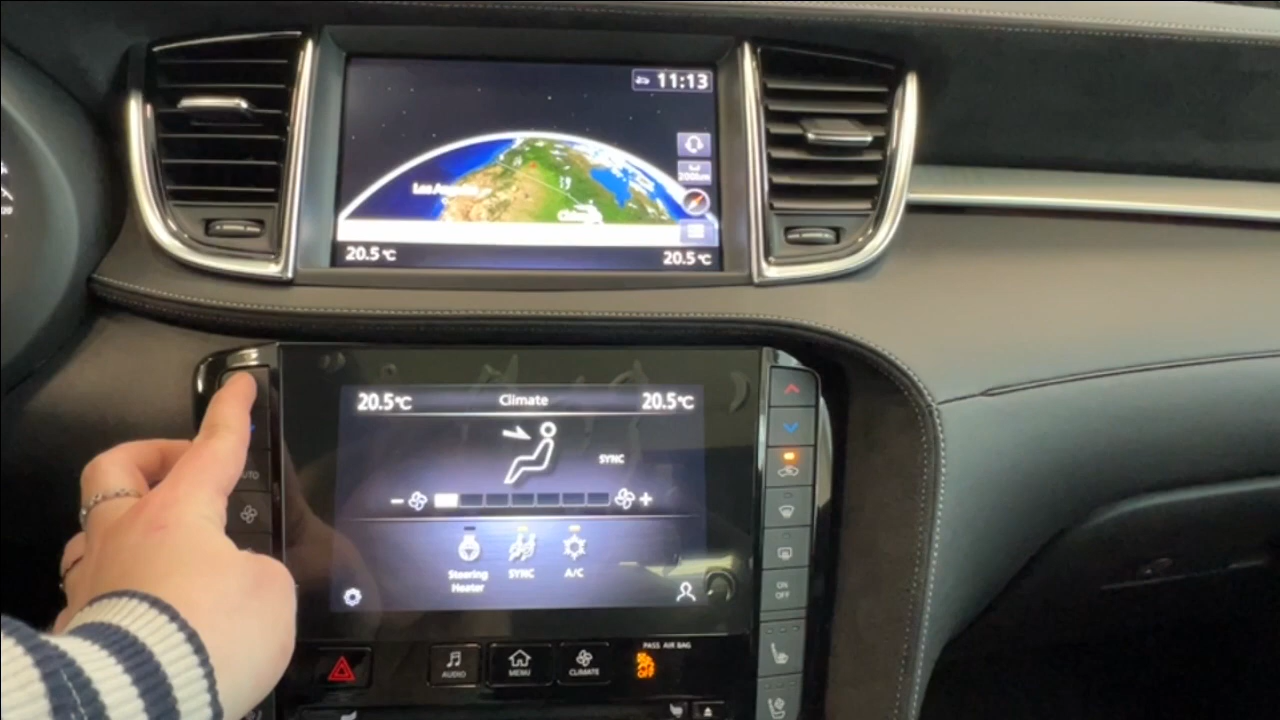 11:13
Los Angeles
20.5°C
20.5°C
20.5°C
Climate
20.5°C
SYNC
AUTO
− +
Steering
Heater
SYNC
A/C
ON
OFF
PASS AIR BAG
OFF
AUDIO
MENU
CLIMATE